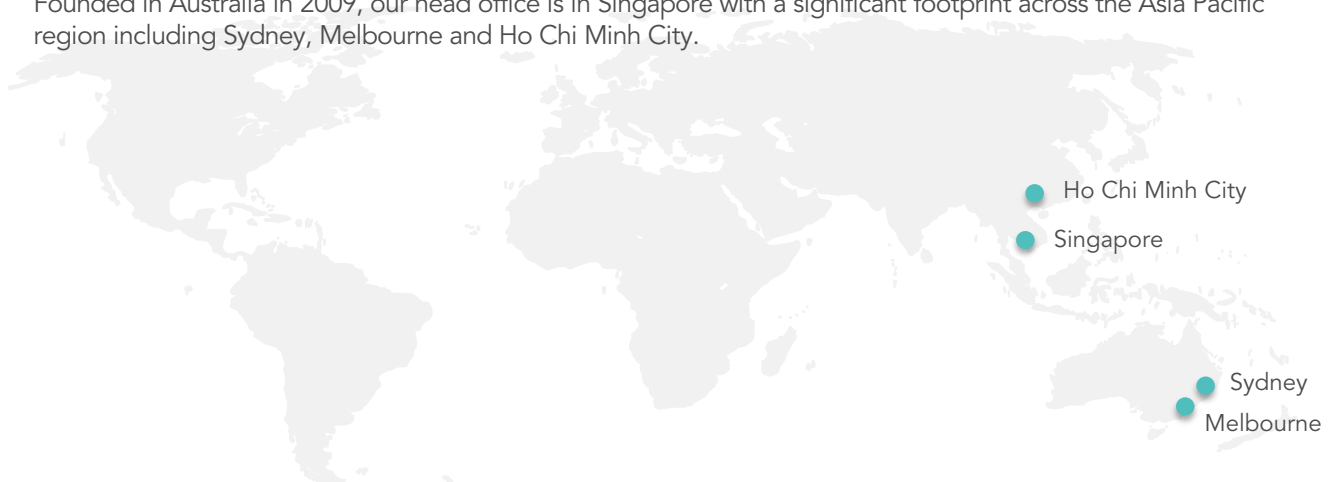 Founded in Australia in 2009, our head office is in Singapore with a significant footprint across the Asia Pacific
region including Sydney, Melbourne and Ho Chi Minh City.
Ho Chi Minh City
Singapore
Sydney
Melbourne